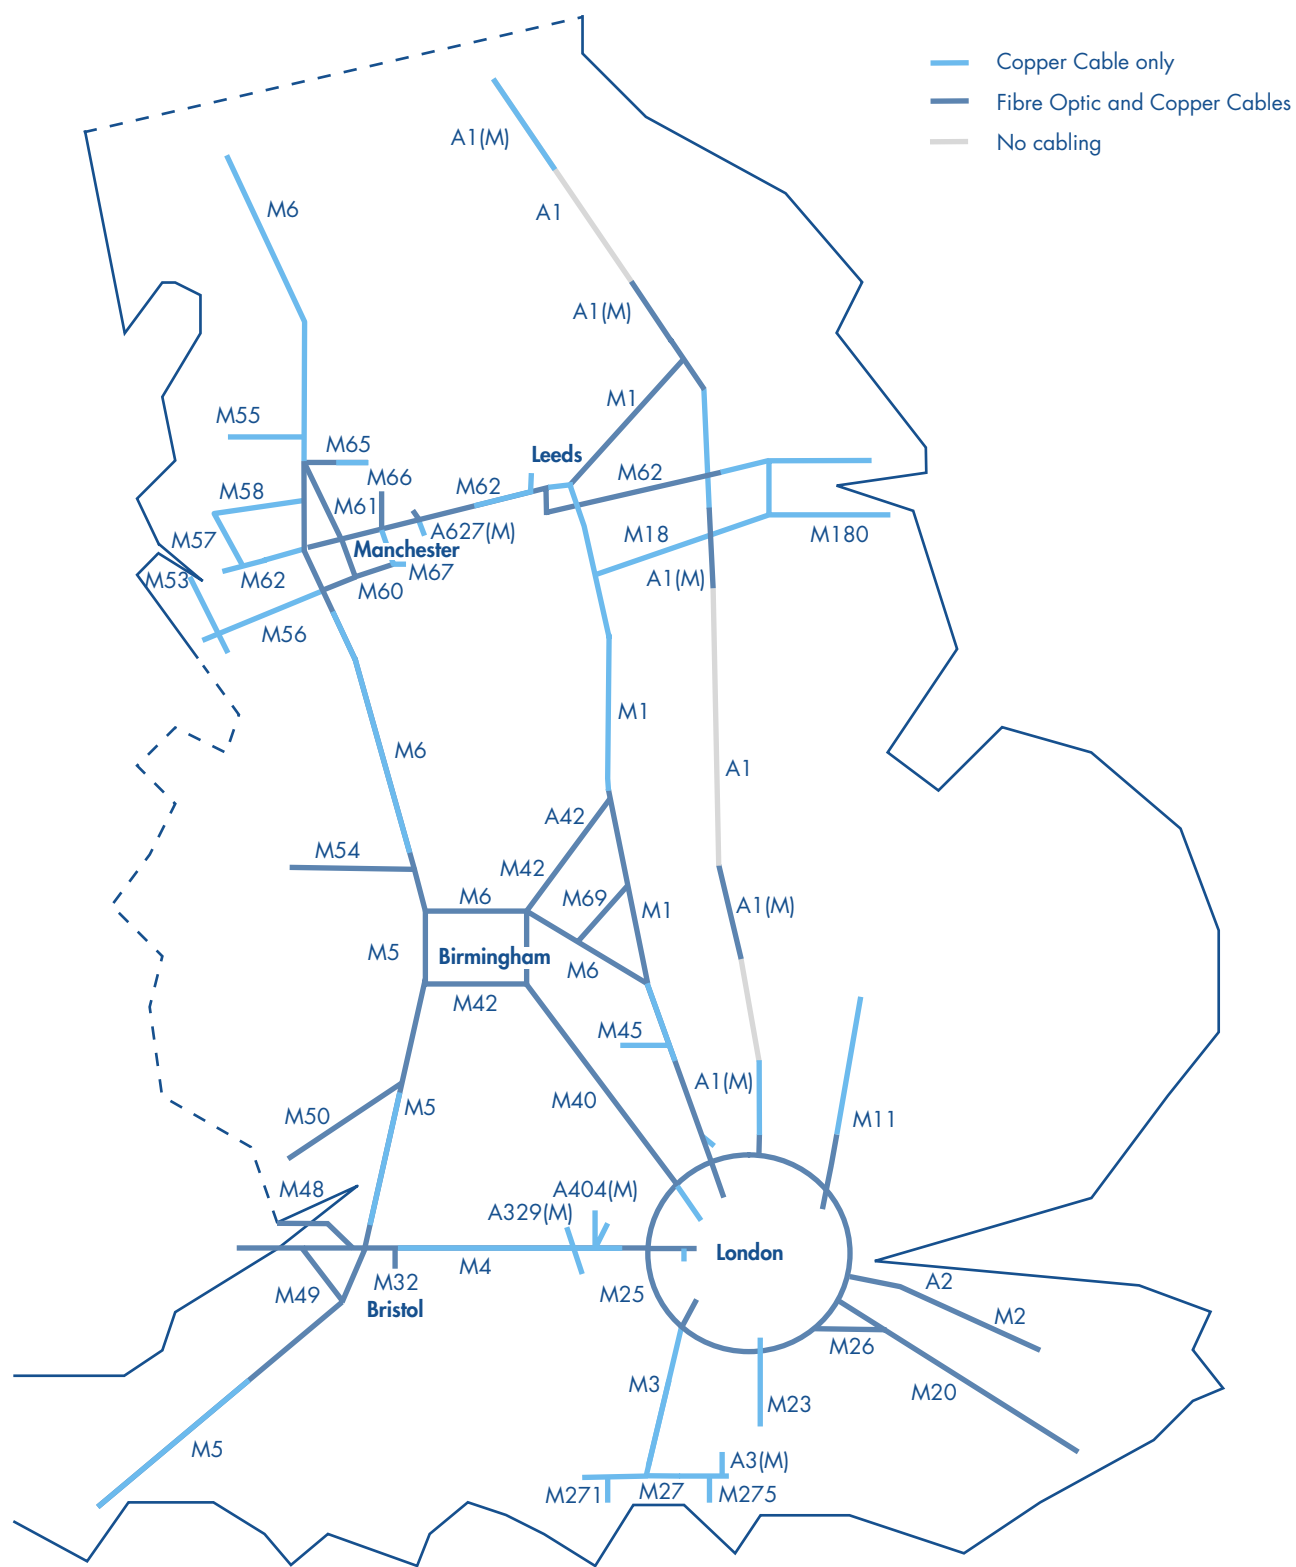 Copper Cable only
Fibre Optic and Copper Cables
No cabling
A1(M)
A1
M6
A1(M)
M1
M55
M65
Leeds
M66
M62
M62
M58
M61
A627(M)
M18
M180
M57
Manchester
M67
M53
M62
M60
A1(M)
M56
M1
M6
A1
A42
M54
M42
M6
M69
M1
A1(M)
M5
Birmingham
M6
M42
M45
A1(M)
M40
M5
M50
M11
M48
A404(M)
A329(M)
London
M4
M32
M49
M25
Bristol
A2
M2
M26
M3
M20
M23
M5
A3(M)
M271
M27
M275